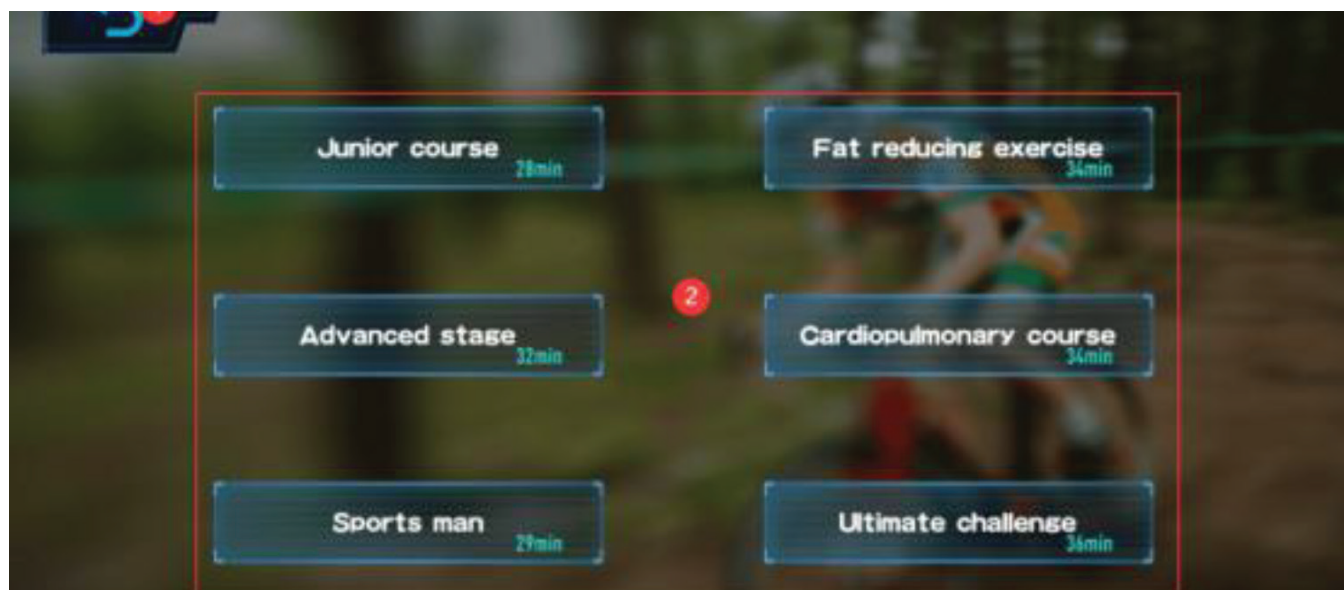 Junior course
28min
Fat reducing exercise
34min
2
Advanced stage
32min
Cardiopulmonary course
34min
Sports man
29min
Ultimate challenge
36min